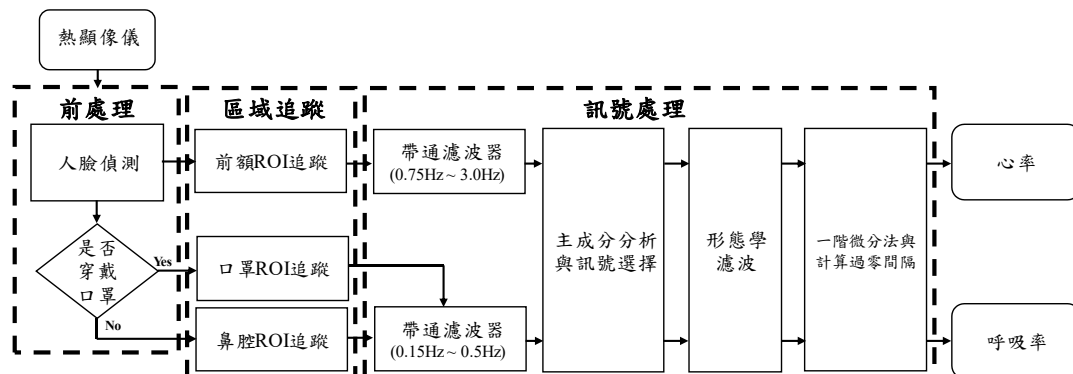 熱顯像儀
前處理
區域追蹤
訊號處理
人臉偵測
前額ROI追蹤
帶通濾波器
(0.75Hz ~ 3.0Hz)
心率
是否
穿戴
口罩
Yes
No
口罩ROI追蹤
鼻腔ROI追蹤
帶通濾波器
(0.15Hz ~ 0.5Hz)
主成分分析
與訊號選擇
形態學
濾波
一階微分法與
計算過零間隔
呼吸率